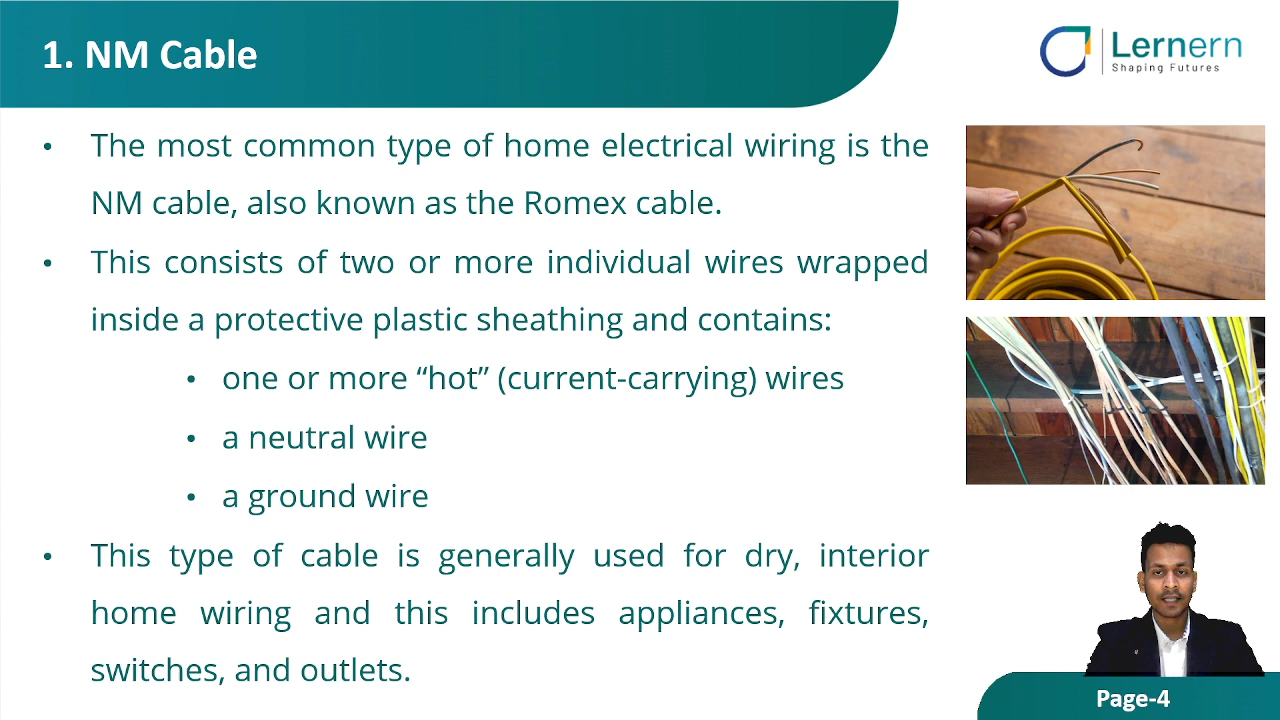 1. NM Cable
Lernern
Shaping Futures
• The most common type of home electrical wiring is the
NM cable, also known as the Romex cable.
• This consists of two or more individual wires wrapped
inside a protective plastic sheathing and contains:
• one or more “hot” (current-carrying) wires
• a neutral wire
• a ground wire
• This type of cable is generally used for dry, interior
home wiring and this includes appliances, fixtures,
switches, and outlets.
Page-4